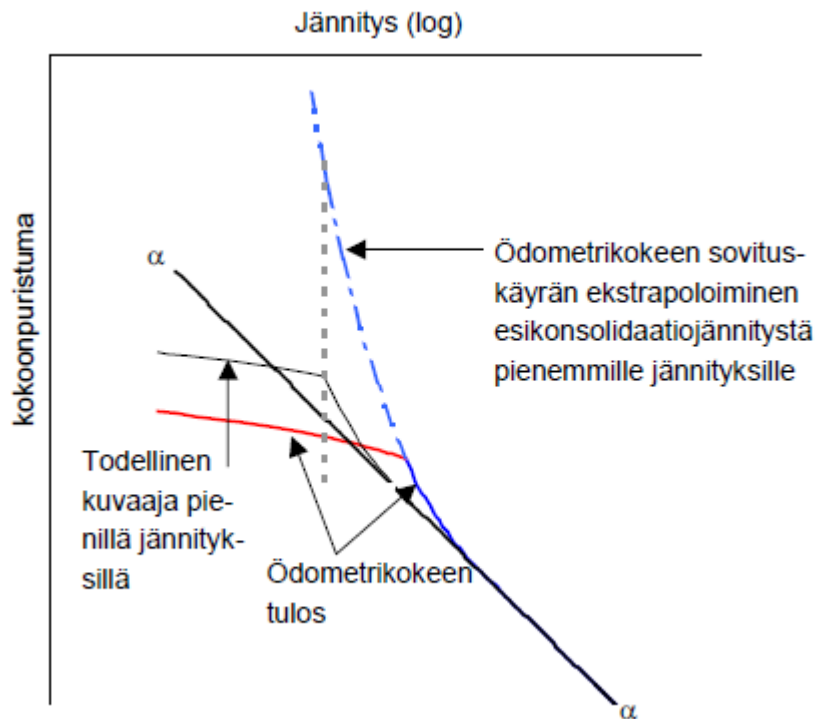 Jännitys (log)
kokoonpuristuma
α
Ödometrikokeen sovitus-
käyrän ekstrapoloiminen
esikonsolidaatiojännitystä
pienemmille jännityksille
Todellinen
kuvaaja pie-
nillä jännityk-
sillä
Ödometrikokeen
tulos
α